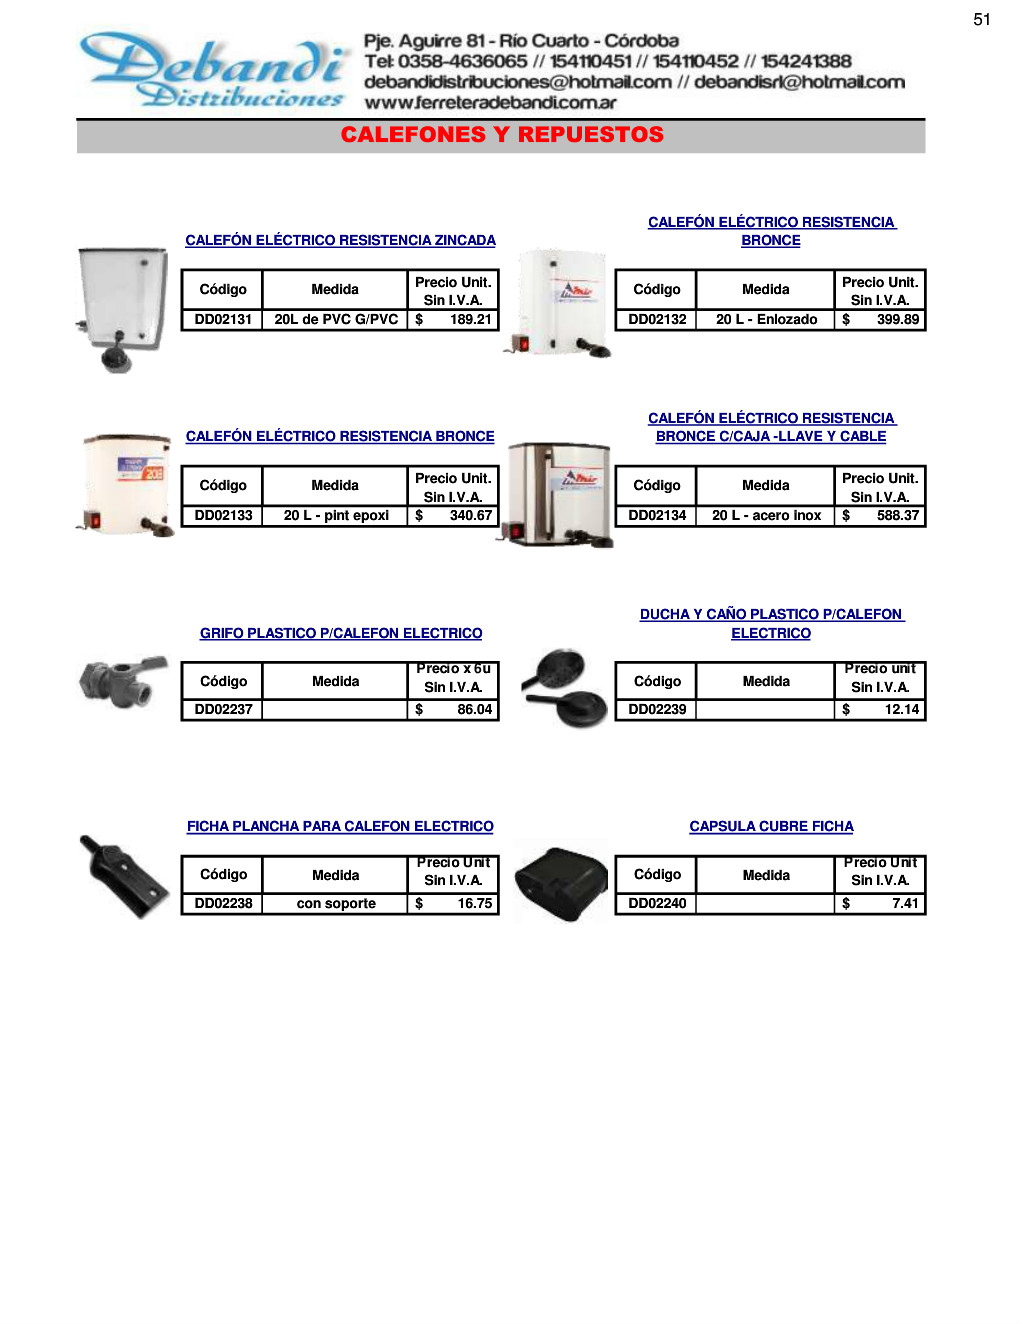 51
Debandi
Distribuciones
Pje. Aguirre 81 - Río Cuarto - Córdoba
Tel: 0358-4636065 // 154110451 // 154110452 // 154241388
debandidistribuciones@hotmail.com // debandisrl@hotmail.com
www.ferreteradebandi.com.ar
CALEFONES Y REPUESTOS
CALEFÓN ELÉCTRICO RESISTENCIA ZINCADA
Código Medida Precio Unit.
Sin I.V.A.
DD02131 20L de PVC G/PVC $ 189.21
CALEFÓN ELÉCTRICO RESISTENCIA
BRONCE
Código Medida Precio Unit.
Sin I.V.A.
DD02132 20 L - Enlozado $ 399.89
CALEFÓN ELÉCTRICO RESISTENCIA BRONCE
Código Medida Precio Unit.
Sin I.V.A.
DD02133 20 L - pint epoxi $ 340.67
CALEFÓN ELÉCTRICO RESISTENCIA
BRONCE C/CAJA -LLAVE Y CABLE
Código Medida Precio Unit.
Sin I.V.A.
DD02134 20 L - acero inox $ 588.37
GRIFO PLASTICO P/CALEFON ELECTRICO
Código Medida Precio x 6u
Sin I.V.A.
DD02237 $ 86.04
DUCHA Y CAÑO PLASTICO P/CALEFON
ELECTRICO
Código Medida Precio unit
Sin I.V.A.
DD02239 $ 12.14
FICHA PLANCHA PARA CALEFON ELECTRICO
Código Medida Precio Unit
Sin I.V.A.
DD02238 con soporte $ 16.75
CAPSULA CUBRE FICHA
Código Medida Precio Unit
Sin I.V.A.
DD02240 $ 7.41